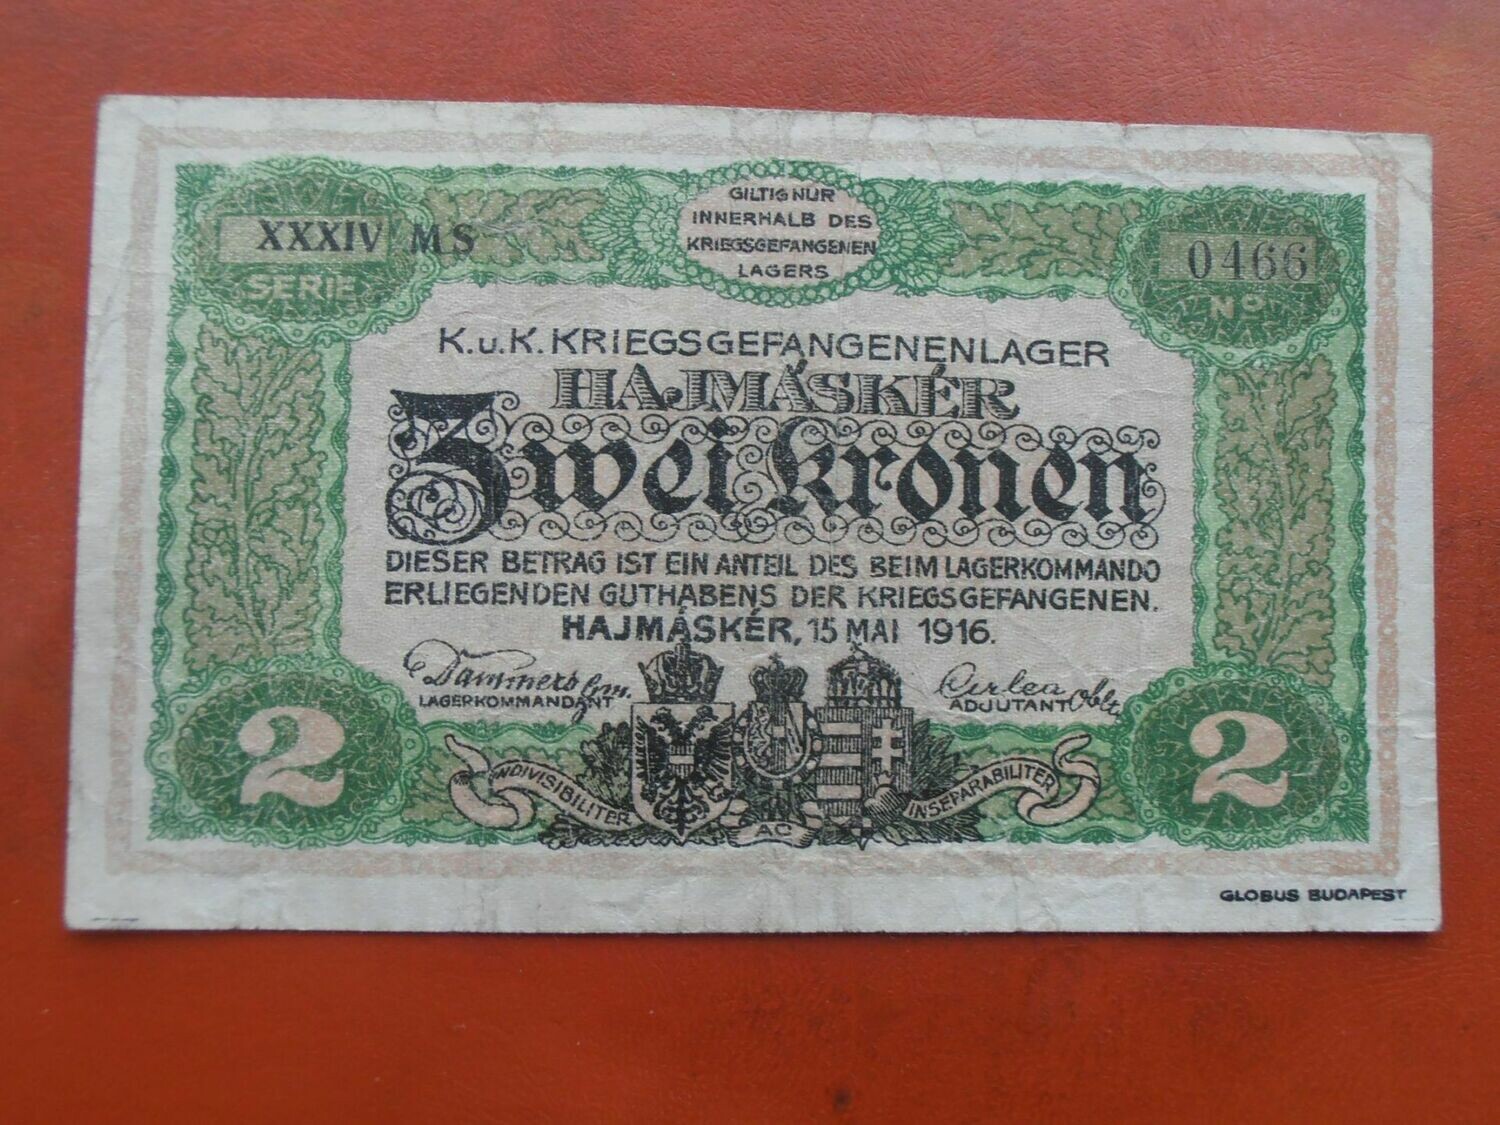 GILTIG NUR
INNERHALB DES
KRIEGSGEFANGENEN
LAGERS
XXXIV MS
SERIE
0466
No
K.u.K. KRIEGSGEFANGENENLAGER
HAJMÁSKÉR
Zwei Kronen
DIESER BETRAG IST EIN ANTEIL DES BEIM LAGERKOMMANDO
ERLIEGENDEN GUTHABENS DER KRIEGSGEFANGENEN.
HAJMÁSKÉR, 15 MAI 1916.
LAGERKOMMANDANT
ADJUTANT Oblt.
2
INDIVISIBILITER
AC
INSEPARABILITER
2
GLOBUS BUDAPEST